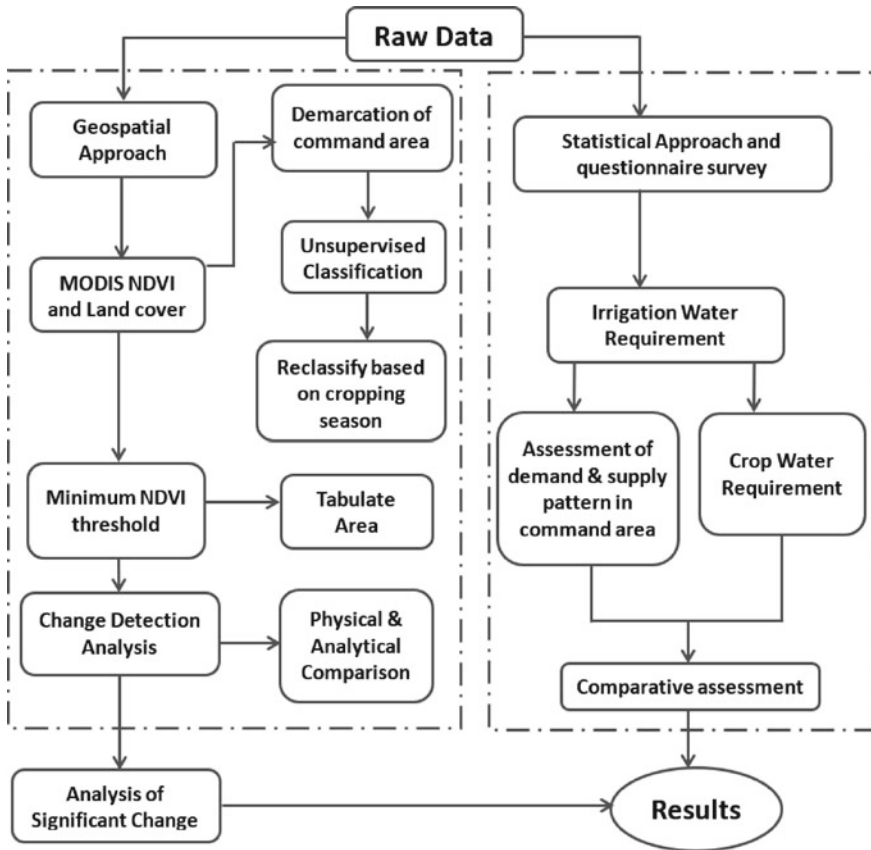 Raw Data
Geospatial
Approach
Demarcation of
command area
MODIS NDVI
and Land cover
Unsupervised
Classification
Reclassify based
on cropping
season
Minimum NDVI
threshold
Tabulate
Area
Change Detection
Analysis
Physical &
Analytical
Comparison
Analysis of
Significant Change
Statistical Approach and
questionnaire survey
Irrigation Water
Requirement
Assessment of
demand & supply
pattern in
command area
Crop Water
Requirement
Comparative assessment
Results